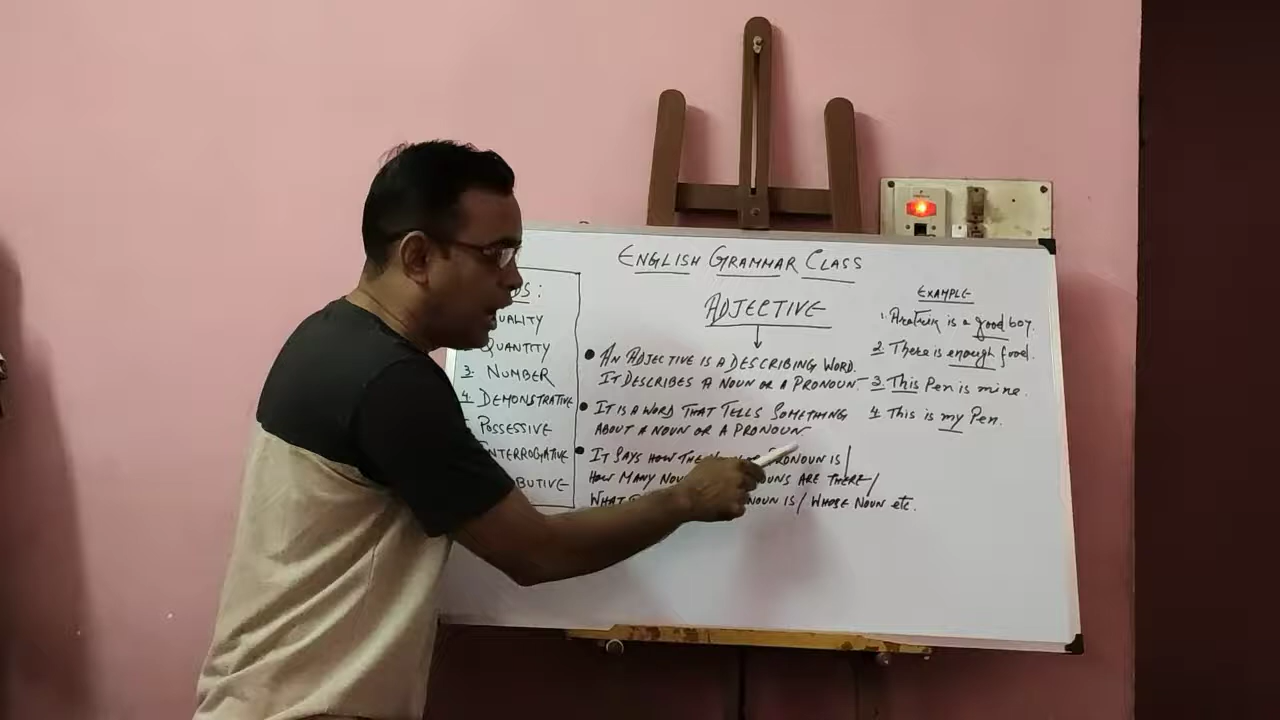 ENGLISH GRAMMAR CLASS
DS:
UALITY
QUANTITY
3. NUMBER
4. DEMONSTRATIVE
POSSESSIVE
NTERROGATIVE
BUTIVE
ADJECTIVE
AN ADJECTIVE IS A DESCRIBING WORD.
IT DESCRIBES A NOUN OR A PRONOUN.
IT IS A WORD THAT TELLS SOMETHING
ABOUT A NOUN OR A PRONOUN.
IT SAYS HOW THE PRONOUN IS /
HOW MANY NOU OUNS ARE THERE /
WHAT NOUN IS / WHOSE NOUN etc.
EXAMPLE
1. is a good boy.
2. There is enough food.
3. This Pen is mine.
4. This is my Pen.